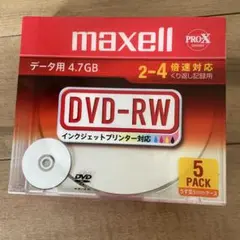 maxell
PRO-X
データ用 4.7GB
2-4倍速対応
くり返し記録用
DVD-RW
インクジェットプリンター対応
5
PACK
DVD